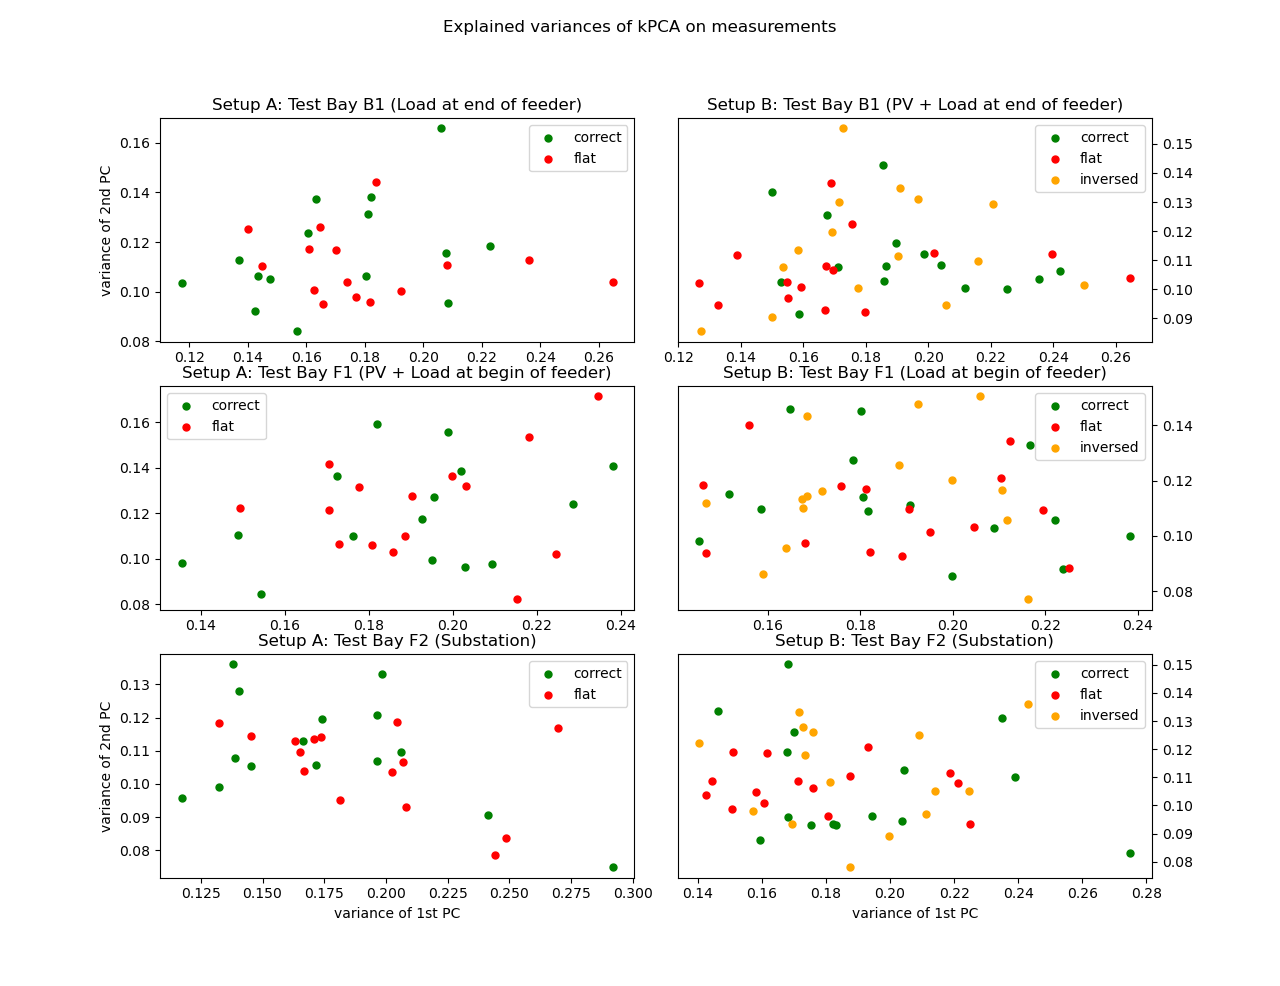 Explained variances of kPCA on measurements
Setup A: Test Bay B1 (Load at end of feeder)
variance of 2nd PC
0.16
0.14
0.12
0.10
0.08
correct
flat
0.12 0.14 0.16 0.18 0.20 0.22 0.24 0.26
Setup B: Test Bay B1 (PV + Load at end of feeder)
correct
flat
inversed
0.15
0.14
0.13
0.12
0.11
0.10
0.09
0.12 0.14 0.16 0.18 0.20 0.22 0.24 0.26
Setup A: Test Bay F1 (PV + Load at begin of feeder)
0.16
0.14
0.12
0.10
0.08
correct
flat
0.14 0.16 0.18 0.20 0.22 0.24
Setup B: Test Bay F1 (Load at begin of feeder)
correct
flat
inversed
0.14
0.12
0.10
0.08
0.16 0.18 0.20 0.22 0.24
Setup A: Test Bay F2 (Substation)
variance of 2nd PC
0.13
0.12
0.11
0.10
0.09
0.08
correct
flat
0.125 0.150 0.175 0.200 0.225 0.250 0.275 0.300
variance of 1st PC
Setup B: Test Bay F2 (Substation)
correct
flat
inversed
0.15
0.14
0.13
0.12
0.11
0.10
0.09
0.08
0.14 0.16 0.18 0.20 0.22 0.24 0.26 0.28
variance of 1st PC